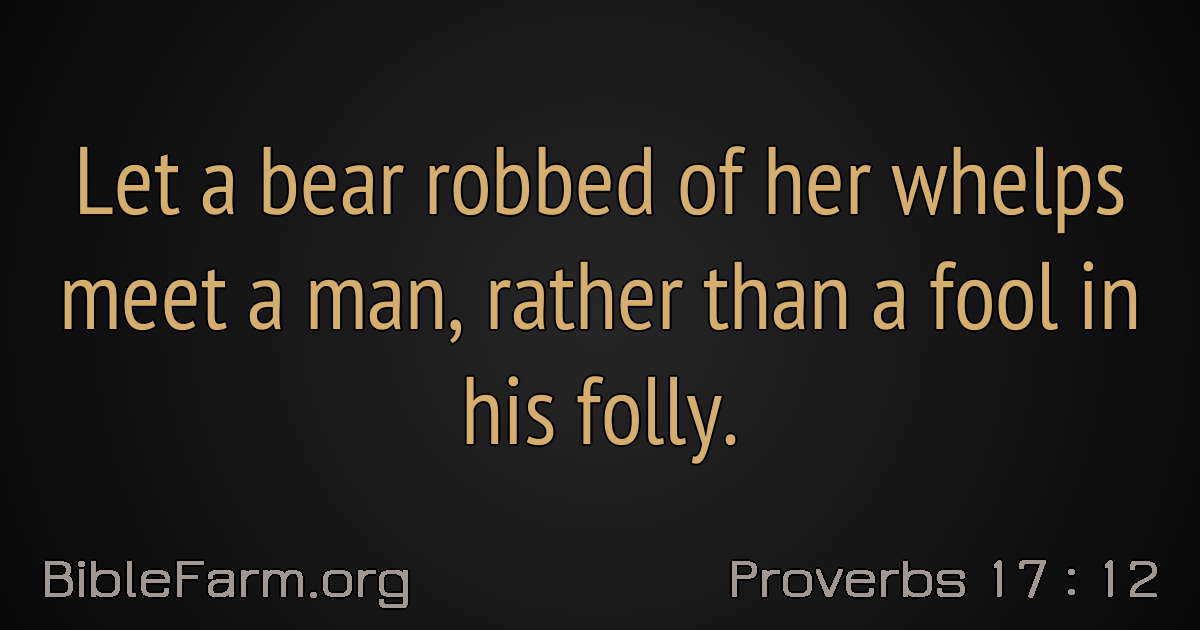 Let a bear robbed of her whelps
meet a man, rather than a fool in
his folly.
BibleFarm.org
Proverbs 17 : 12